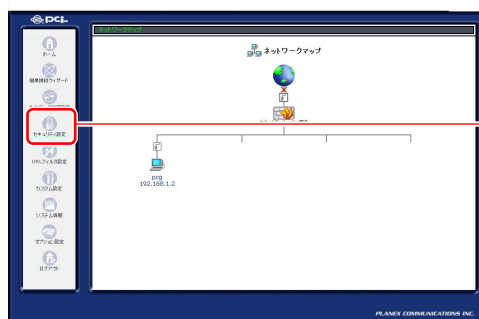 PCI
ネットワークマップ
ネットワークマップ
ホーム
簡単接続ウィザード
セキュリティ設定
URLフィルタ設定
カスタム設定
システム情報
オプション設定
ログアウト
pcg
192.168.1.2
PLANEX COMMUNICATIONS INC.